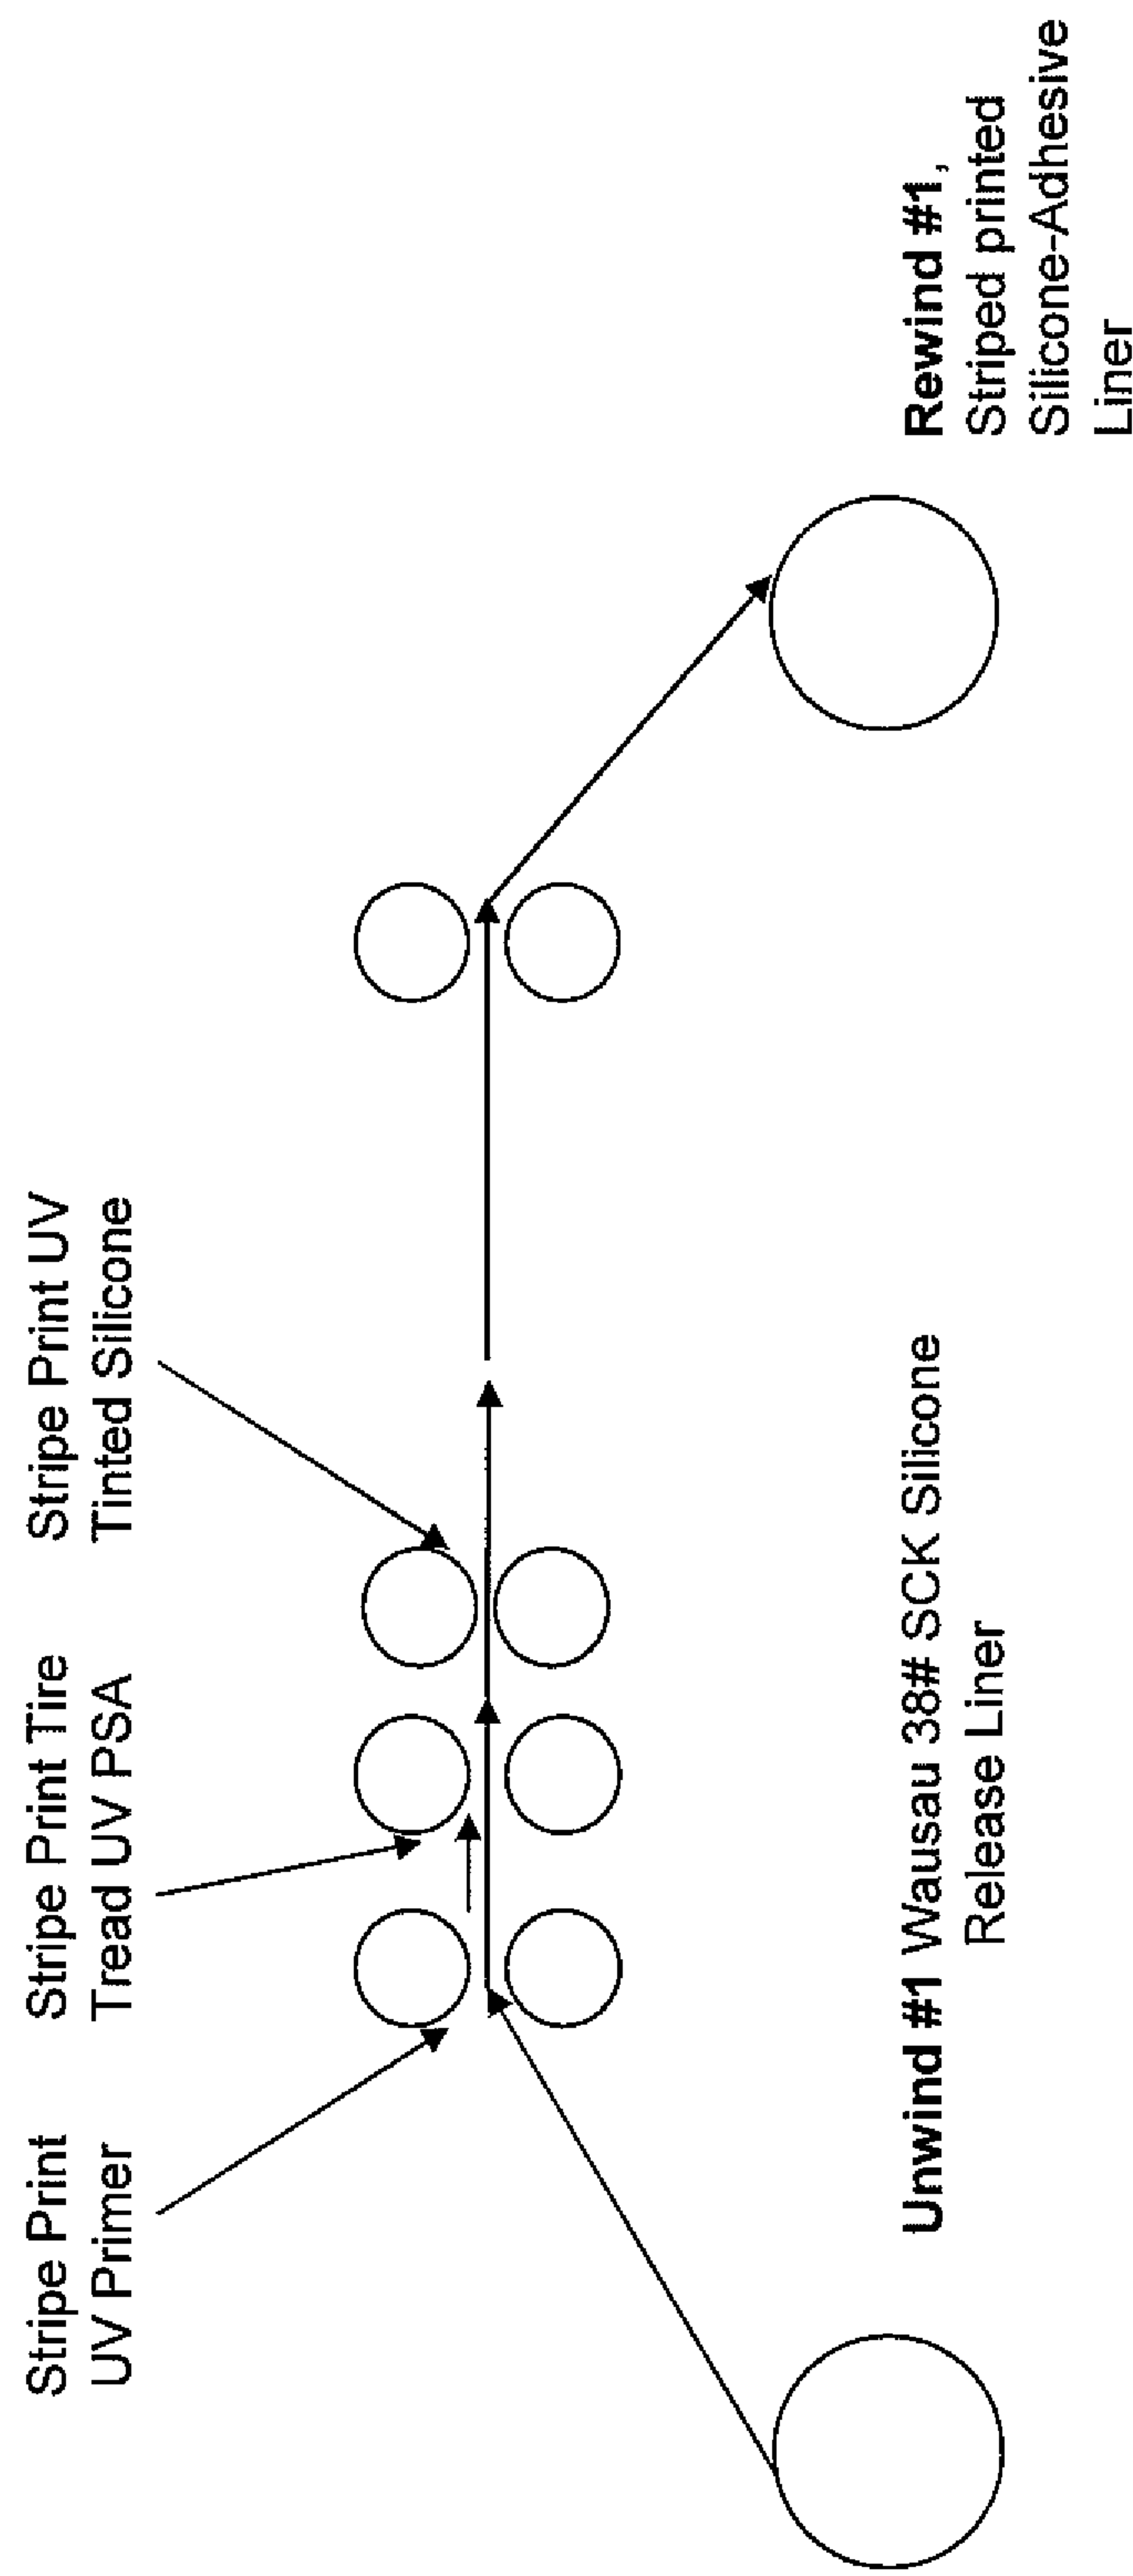 Stripe Print
UV Primer
Stripe Print Tire
Tread UV PSA
Stripe Print UV
Tinted Silicone
Unwind #1 Wausau 38# SCK Silicone
Release Liner
Rewind #1,
Striped printed
Silicone-Adhesive
Liner